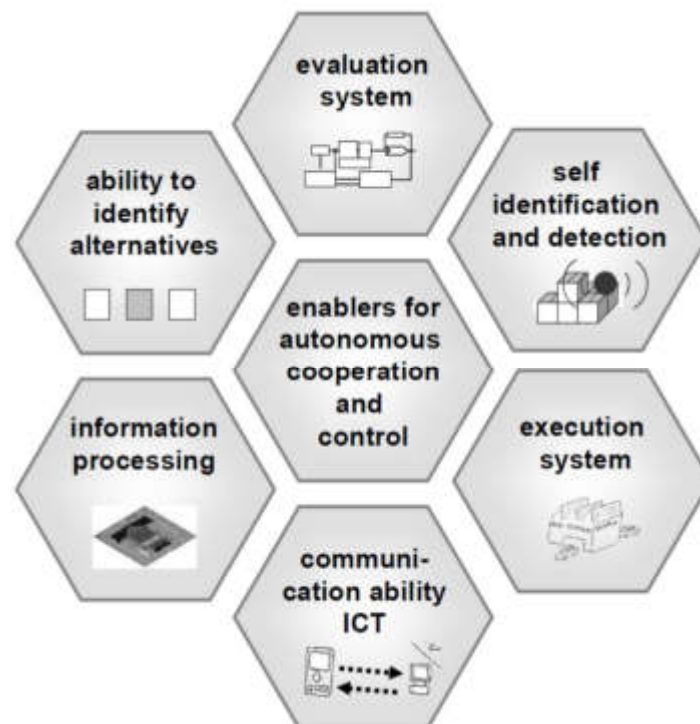 evaluation
system
ability to
identify
alternatives
self
identification
and detection
enablers for
autonomous
cooperation
and
control
information
processing
execution
system
communi-
cation ability
ICT